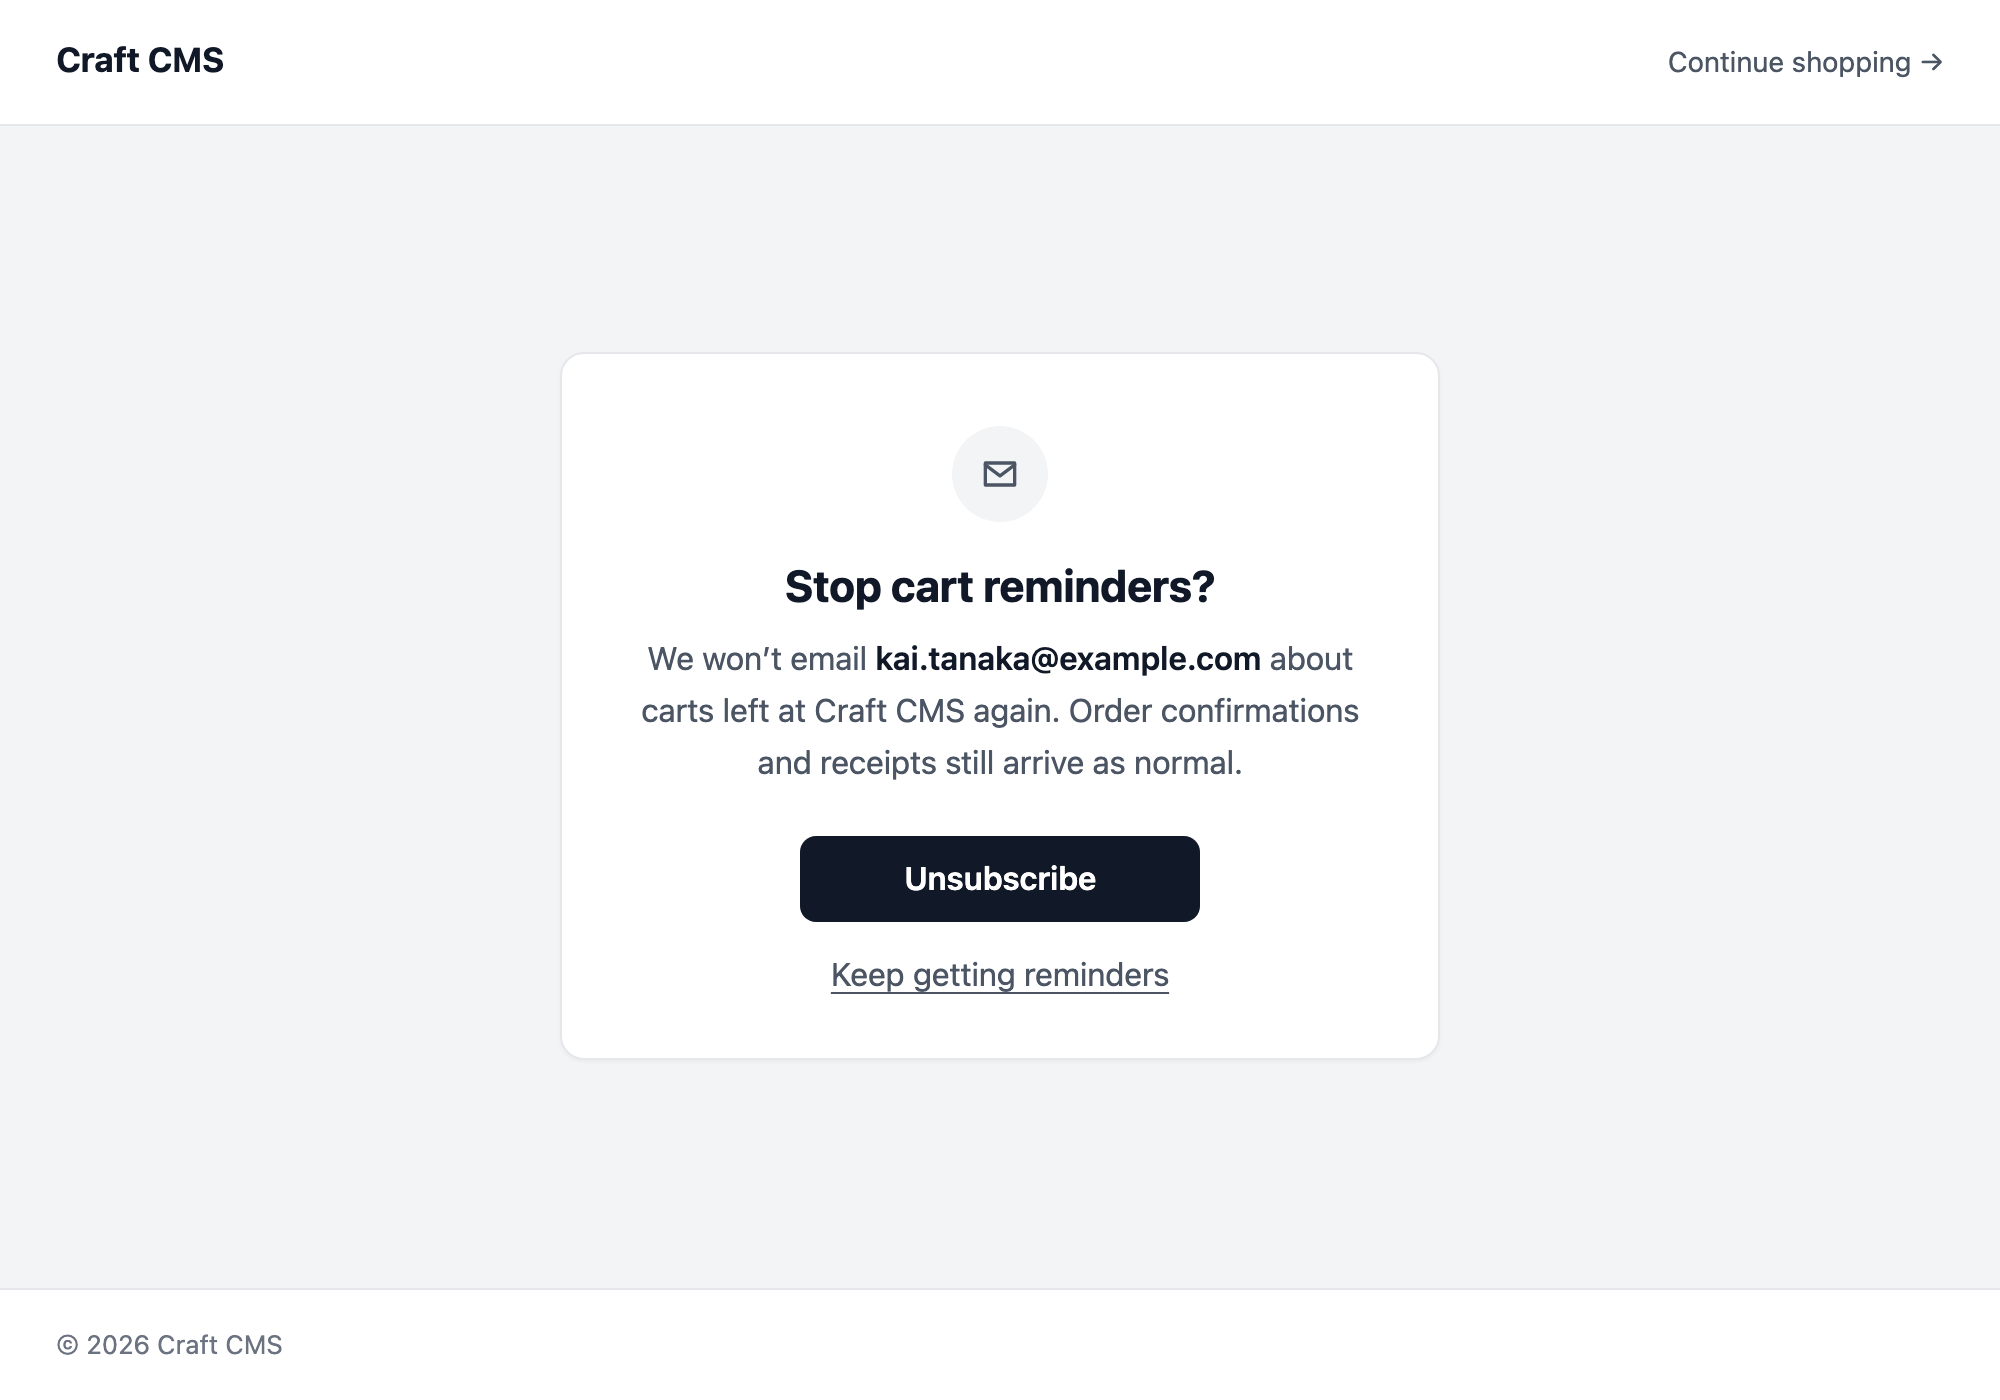 Craft CMS
Continue shopping →
Stop cart reminders?
We won’t email kai.tanaka@example.com about
carts left at Craft CMS again. Order confirmations
and receipts still arrive as normal.
Unsubscribe
Keep getting reminders
© 2026 Craft CMS